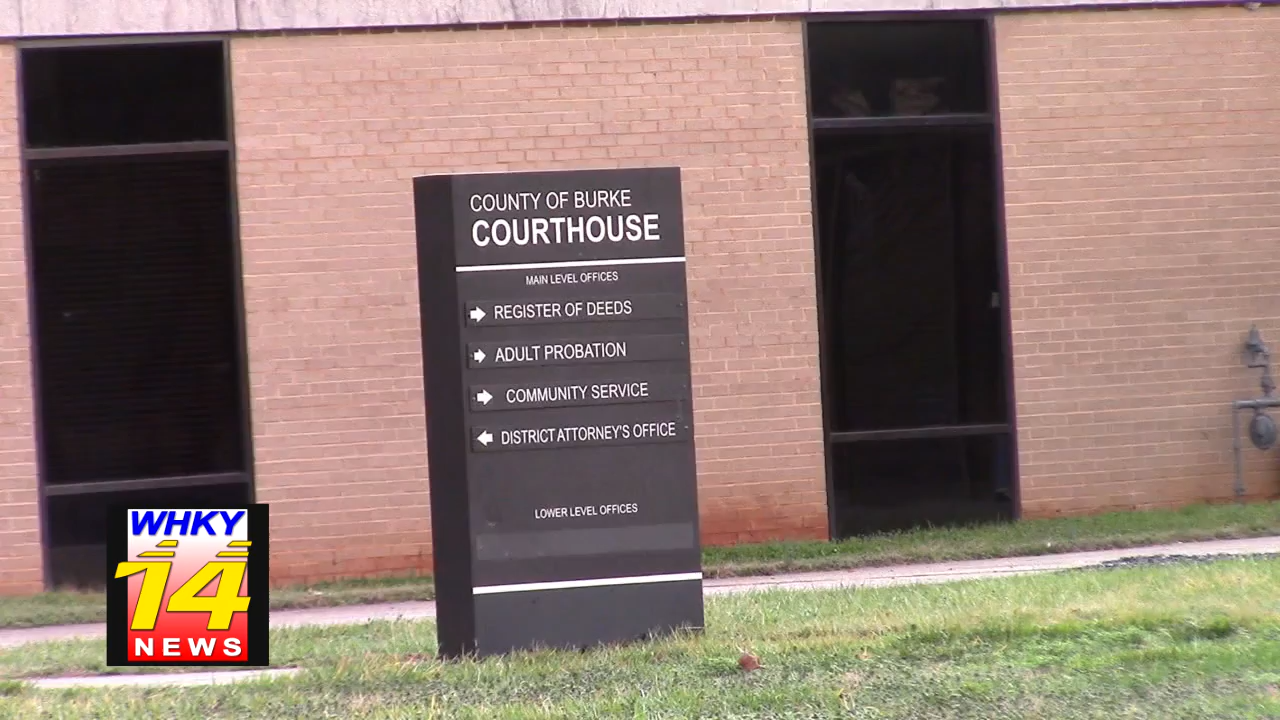 COUNTY OF BURKE
COURTHOUSE
MAIN LEVEL OFFICES
REGISTER OF DEEDS
ADULT PROBATION
COMMUNITY SERVICE
DISTRICT ATTORNEY'S OFFICE
LOWER LEVEL OFFICES
WHKY
14
NEWS